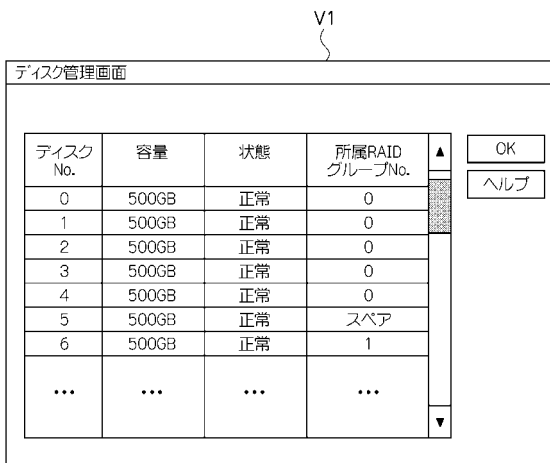 V1
ディスク管理画面
ディスク
No.
容量
状態
所属RAID
グループNo.
▲
OK
ヘルプ
0 500GB 正常 0
1 500GB 正常 0
2 500GB 正常 0
3 500GB 正常 0
4 500GB 正常 0
5 500GB 正常 スペア
6 500GB 正常 1
… … … …
▼